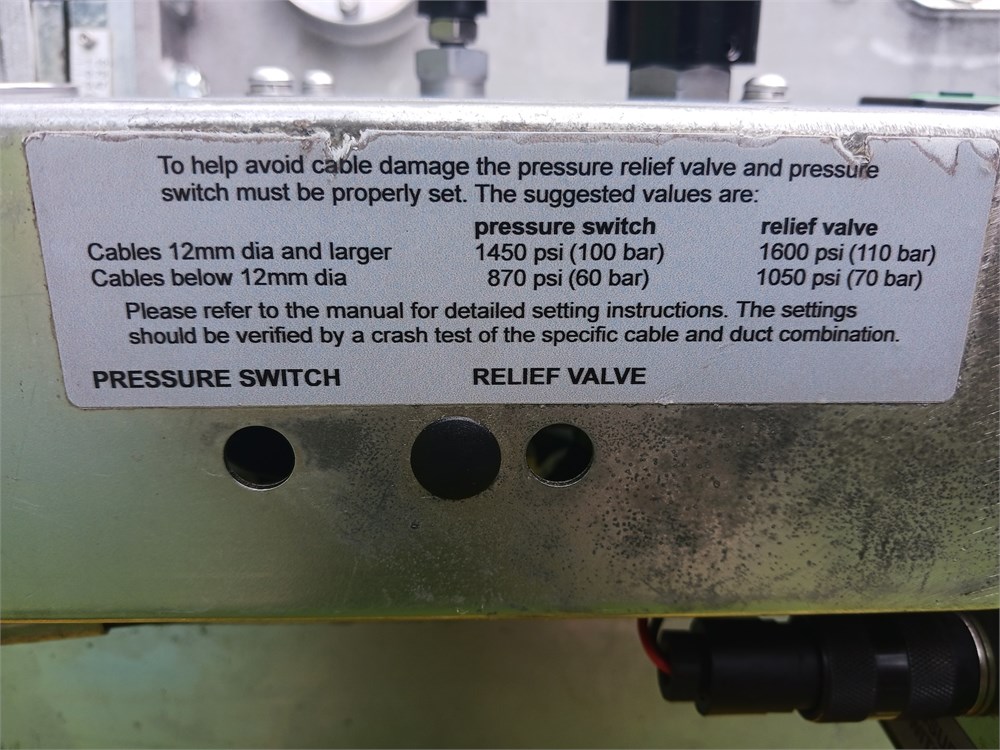 To help avoid cable damage the pressure relief valve and pressure
switch must be properly set. The suggested values are:
pressure switch relief valve
Cables 12mm dia and larger 1450 psi (100 bar) 1600 psi (110 bar)
Cables below 12mm dia 870 psi (60 bar) 1050 psi (70 bar)
Please refer to the manual for detailed setting instructions. The settings
should be verified by a crash test of the specific cable and duct combination.
PRESSURE SWITCH RELIEF VALVE